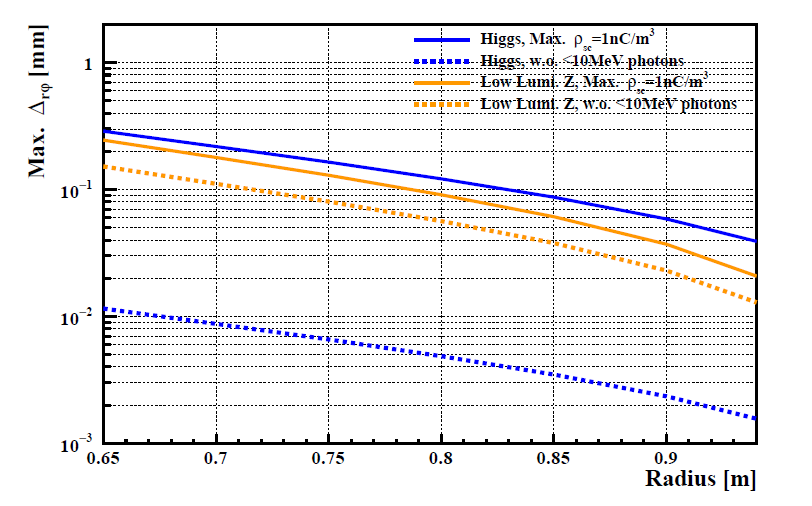 Max. Δrφ [mm]
Higgs, Max. ρsc=1nC/m³
Higgs, w.o. <10MeV photons
Low Lumi. Z, Max. ρsc=1nC/m³
Low Lumi. Z, w.o. <10MeV photons
1
10⁻¹
10⁻²
10⁻³
0.65 0.7 0.75 0.8 0.85 0.9
Radius [m]